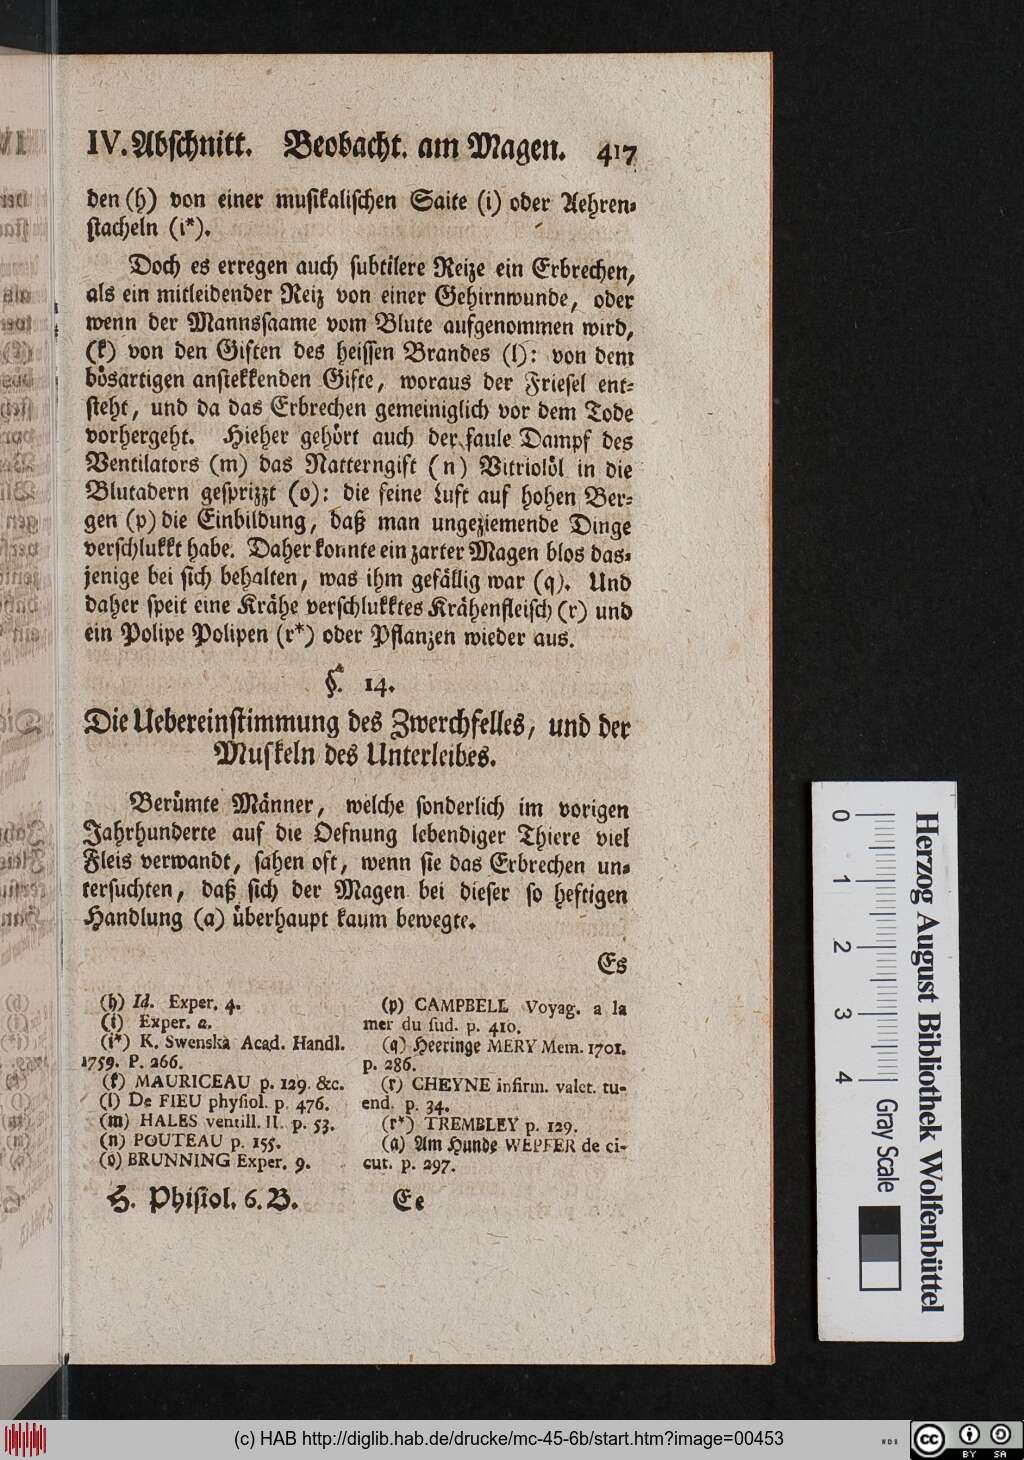 IV. Abschnitt. Beobacht. am Magen. 417
den (h) von einer musikalischen Saite (i) oder Aehren-
stacheln (i*).
Doch es erregen auch subtilere Reize ein Erbrechen,
als ein mitleidender Reiz von einer Gehirnwunde, oder
wenn der Mannssaame vom Blute aufgenommen wird,
(k) von den Giften des heissen Brandes (l): von dem
bösartigen anstekkenden Gifte, woraus der Friesel ent-
steht, und da das Erbrechen gemeiniglich vor dem Tode
vorhergeht. Hieher gehört auch der faule Dampf des
Ventilators (m) das Natterngift (n) Vitriolöl in die
Blutadern gesprizzt (o): die feine Luft auf hohen Ber-
gen (p) die Einbildung, daß man ungeziemende Dinge
verschlukkt habe. Daher konnte ein zarter Magen blos das-
jenige bei sich behalten, was ihm gefällig war (q). Und
daher speit eine Krähe verschlukktes Krähenfleisch (r) und
ein Polipe Polipen (r*) oder Pflanzen wieder aus.
§. 14.
Die Uebereinstimmung des Zwerchfelles, und der
Muskeln des Unterleibes.
Berümte Männer, welche sonderlich im vorigen
Jahrhunderte auf die Oefnung lebendiger Thiere viel
Fleis verwandt, sahen oft, wenn sie das Erbrechen un-
tersuchten, daß sich der Magen bei dieser so heftigen
Handlung (a) überhaupt kaum bewegte.
Es
(h) Id. Exper. 4.
(i) Exper. 2.
(i*) K. Swenska Acad. Handl.
1759. P. 266.
(k) MAURICEAU p. 129. &c.
(l) De FIEU physiol. p. 476.
(m) HALES ventill. II. p. 53.
(n) POUTEAU p. 155.
(o) BRUNNING Exper. 9.
(p) CAMPBELL Voyag. a la
mer du sud. p. 410.
(q) Heeringe MERY Mem. 1701.
p. 286.
(r) CHEYNE infirm. valet. tu-
end. p. 34.
(r*) TREMBLEY p. 129.
(a) Am Hunde WEPFER de ci-
cut. p. 297.
H. Phisiol. 6. B. Ee
0 1 2 3 4 Gray Scale
Herzog August Bibliothek Wolfenbüttel
(c) HAB http://diglib.hab.de/drucke/mc-45-6b/start.htm?image=00453
cc BY SA